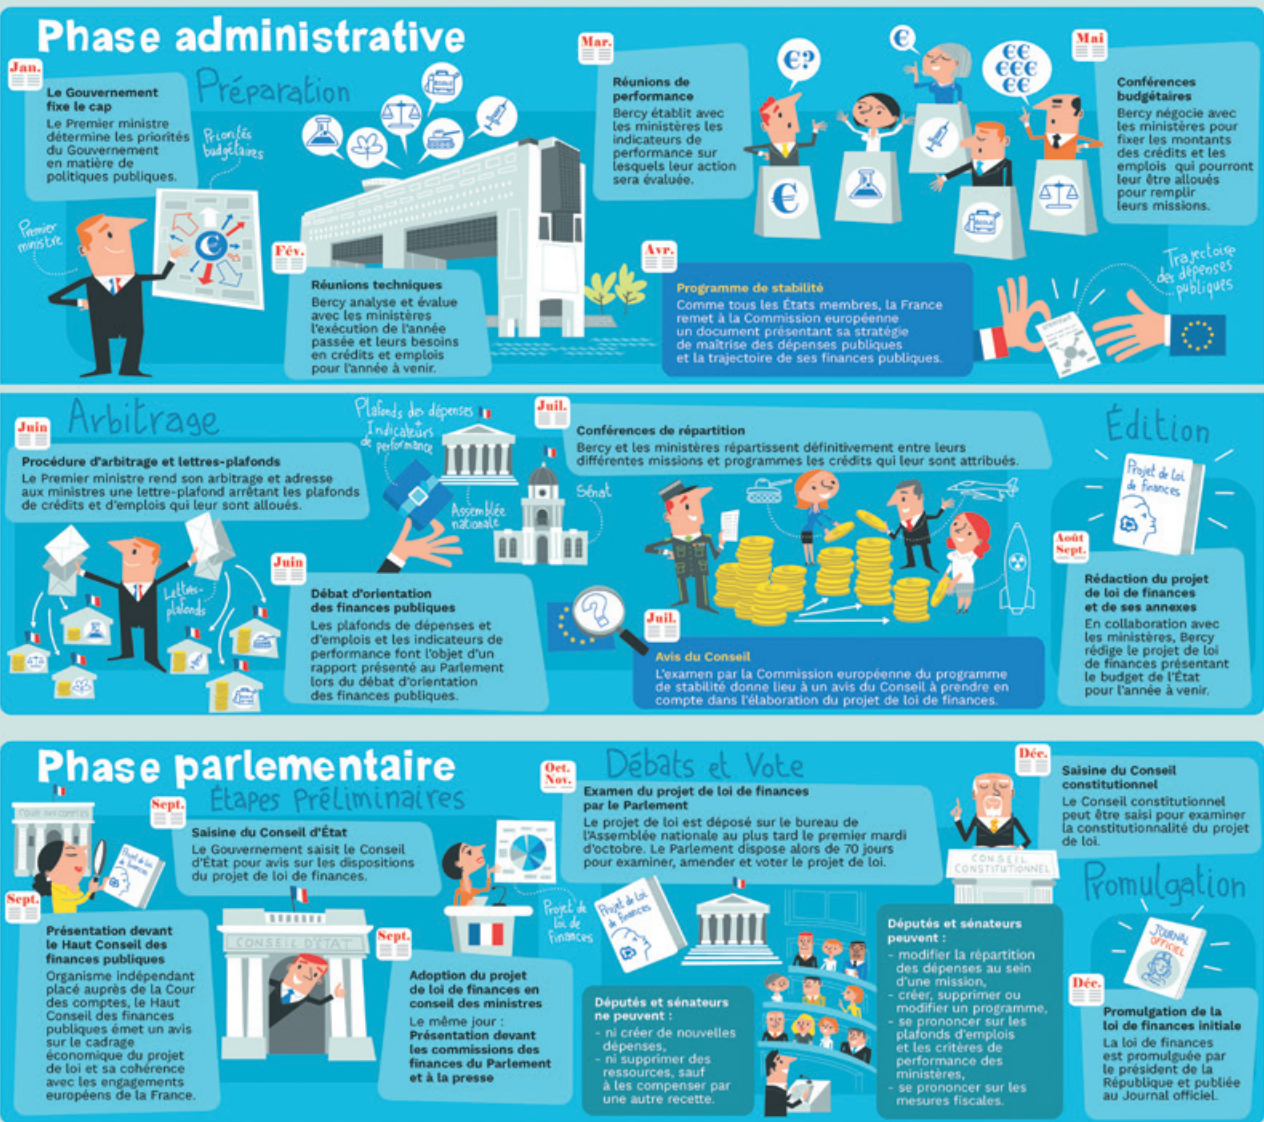 Phase administrative
Préparation
Jan.
Le Gouvernement
fixe le cap
Le Premier ministre
détermine les priorités
du Gouvernement
en matière de
politiques publiques.
Priorités
budgétaires
€
Premier
ministre
ÉCOLE
Fév.
Réunions techniques
Bercy analyse et évalue
avec les ministères
l'exécution de l'année
passée et leurs besoins
en crédits et emplois
pour l'année à venir.
Mar.
Réunions de
performance
Bercy établit avec
les ministères les
indicateurs de
performance sur
lesquels leur action
sera évaluée.
€?
€
€€
€€€
€€
€
Mai
Conférences
budgétaires
Bercy négocie avec
les ministères pour
fixer les montants
des crédits et les
emplois qui pourront
leur être alloués
pour remplir
leurs missions.
Avr.
Programme de stabilité
Comme tous les États membres, la France
remet à la Commission européenne
un document présentant sa stratégie
de maîtrise des dépenses publiques
et la trajectoire de ses finances publiques.
Trajectoire
des dépenses
publiques
Arbitrage
Juin
Procédure d'arbitrage et lettres-plafonds
Le Premier ministre rend son arbitrage et adresse
aux ministres une lettre-plafond arrêtant les plafonds
de crédits et d'emplois qui leur sont alloués.
Lettres-
plafonds
Plafonds des dépenses
+
Indicateurs
de performance
Assemblée
nationale
Sénat
Juin
Débat d'orientation
des finances publiques
Les plafonds de dépenses et
d'emplois et les indicateurs de
performance font l'objet d'un
rapport présenté au Parlement
lors du débat d'orientation
des finances publiques.
Juil.
Conférences de répartition
Bercy et les ministères répartissent définitivement entre leurs
différentes missions et programmes les crédits qui leur sont attribués.
?
Juil.
Avis du Conseil
L'examen par la Commission européenne du programme
de stabilité donne lieu à un avis du Conseil à prendre en
compte dans l'élaboration du projet de loi de finances.
Édition
Projet de loi
de finances
Août
Sept.
Rédaction du projet
de loi de finances
et de ses annexes
En collaboration avec
les ministères, Bercy
rédige le projet de loi
de finances présentant
le budget de l'État
pour l'année à venir.
Phase parlementaire
Étapes Préliminaires
COUR DES COMPTES
Projet de loi
de finances
Sept.
Présentation devant
le Haut Conseil des
finances publiques
Organisme indépendant
placé auprès de la Cour
des comptes, le Haut
Conseil des finances
publiques émet un avis
sur le cadrage
économique du projet
de loi et sa cohérence
avec les engagements
européens de la France.
Sept.
Saisine du Conseil d'État
Le Gouvernement saisit le Conseil
d'État pour avis sur les dispositions
du projet de loi de finances.
CONSEIL D'ÉTAT
Projet de
loi de
finances
Sept.
Adoption du projet
de loi de finances en
conseil des ministres
Le même jour :
Présentation devant
les commissions des
finances du Parlement
et à la presse
Débats et Vote
Oct.
Nov.
Examen du projet de loi de finances
par le Parlement
Le projet de loi est déposé sur le bureau de
l'Assemblée nationale au plus tard le premier mardi
d'octobre. Le Parlement dispose alors de 70 jours
pour examiner, amender et voter le projet de loi.
Projet de loi
de finances
Députés et sénateurs
ne peuvent :
- ni créer de nouvelles
dépenses,
- ni supprimer des
ressources, sauf
à les compenser par
une autre recette.
Députés et sénateurs
peuvent :
- modifier la répartition
des dépenses au sein
d'une mission,
- créer, supprimer ou
modifier un programme,
- se prononcer sur les
plafonds d'emplois
et les critères de
performance des
ministères,
- se prononcer sur les
mesures fiscales.
Déc.
Saisine du Conseil
constitutionnel
Le Conseil constitutionnel
peut être saisi pour examiner
la constitutionnalité du projet
de loi.
CONSEIL
CONSTITUTIONNEL
Promulgation
JOURNAL
OFFICIEL
Déc.
Promulgation de la
loi de finances initiale
La loi de finances
est promulguée par
le président de la
République et publiée
au Journal officiel.